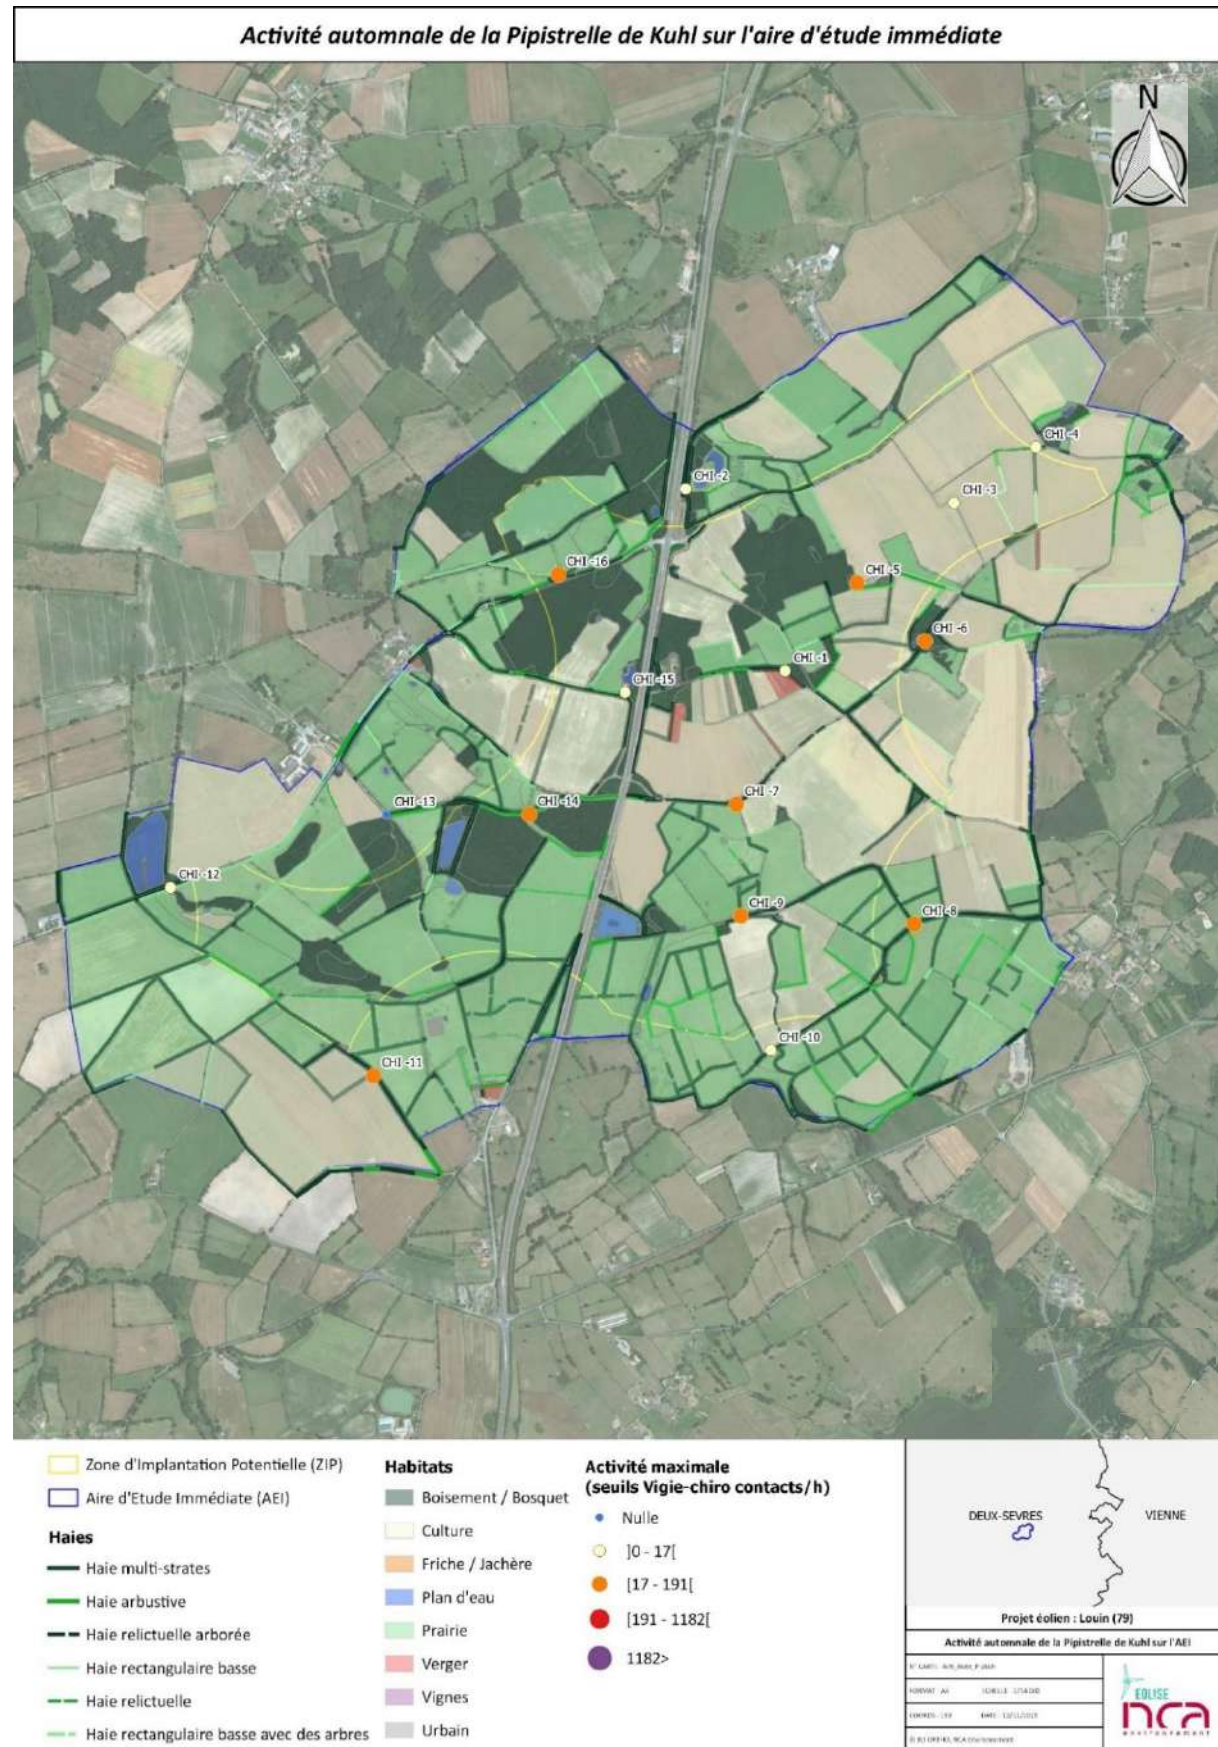 Activité automnale de la Pipistrelle de Kuhl sur l'aire d'étude immédiate
N
CHI -4
CHI -2
CHI -3
CHI -16
CHI -5
CHI -6
CHI -1
CHI -15
CHI -13
CHI -14
CHI -7
CHI -12
CHI -9
CHI -8
CHI -10
CHI -11
Zone d'Implantation Potentielle (ZIP)
Aire d'Etude Immédiate (AEI)
Haies
Haie multi-strates
Haie arbustive
Haie relictuelle arborée
Haie rectangulaire basse
Haie relictuelle
Haie rectangulaire basse avec des arbres
Habitats
Boisement / Bosquet
Culture
Friche / Jachère
Plan d'eau
Prairie
Verger
Vignes
Urbain
Activité maximale
(seuils Vigie-chiro contacts/h)
Nulle
]0 - 17[
[17 - 191[
[191 - 1182[
1182>
DEUX-SEVRES
VIENNE
Projet éolien : Louin (79)
Activité automnale de la Pipistrelle de Kuhl sur l'AEI
FORMAT : A4
EOLISE
nca
environnement